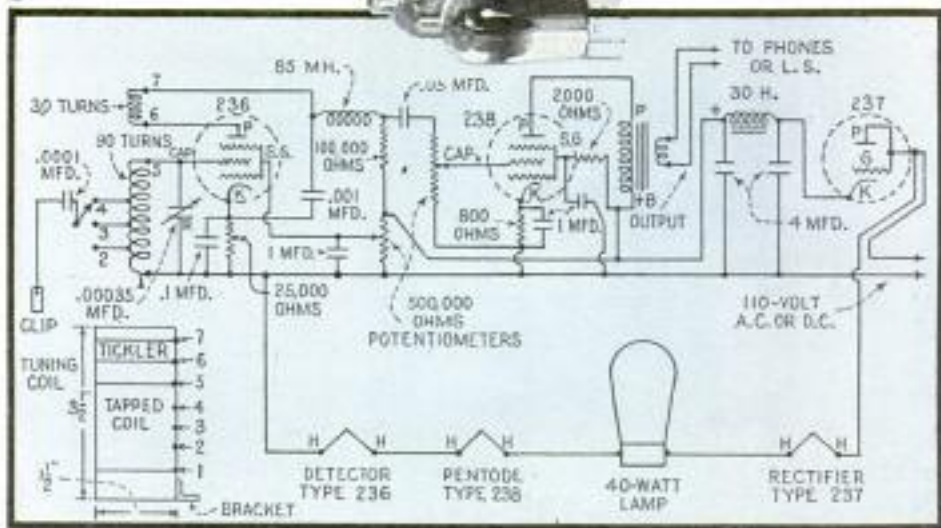 7
85 MH.
.05 MFD.
TO PHONES
OR L. S.
30 TURNS
236
2,000
OHMS
30 H.
237
6
P
238
P
P
+
P
90 TURNS
CAP.
5
S.G.
100,000
OHMS
CAP.
S.G.
G
.0001
MFD.
K
K
K
4
.001
MFD.
+B
OUTPUT
3
800
OHMS
4 MFD.
2
.1 MFD.
.1 MFD.
1
.00035
MFD.
.1 MFD.
25,000
OHMS
500,000
OHMS
POTENTIOMETERS
110-VOLT
A.C. OR D.C.
CLIP
TUNING
COIL
TICKLER
7
6
5
TAPPED
COIL
4
3
2
1
H H
H H
H H
DETECTOR
TYPE 236
PENTODE
TYPE 238
40-WATT
LAMP
RECTIFIER
TYPE 237
BRACKET